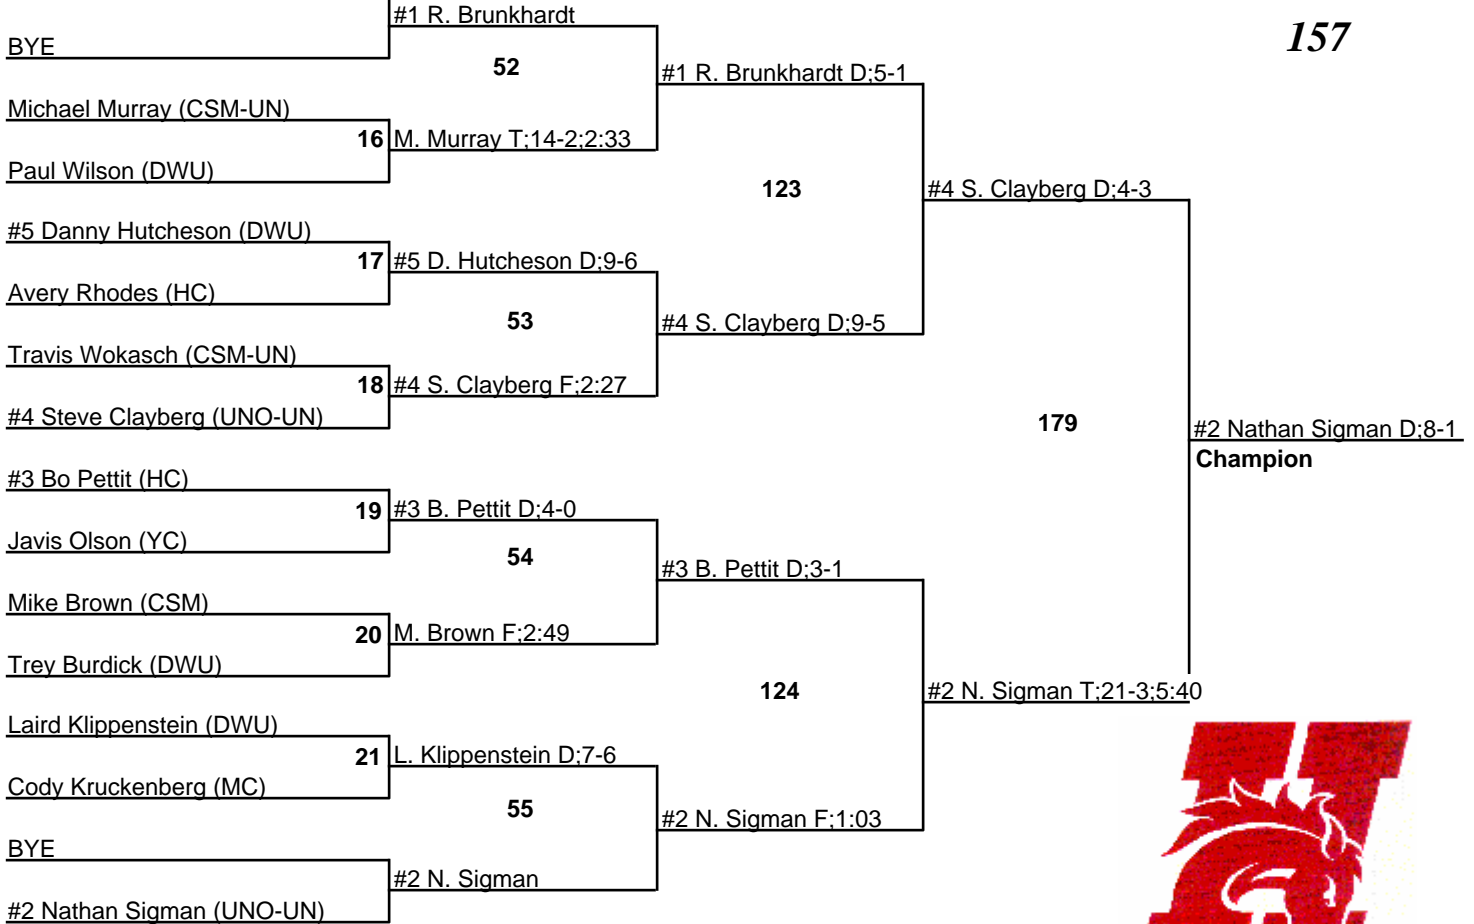 157
#1 R. Brunkhardt
BYE
52
#1 R. Brunkhardt D;5-1
Michael Murray (CSM-UN)
16 M. Murray T;14-2;2:33
Paul Wilson (DWU)
123
#4 S. Clayberg D;4-3
#5 Danny Hutcheson (DWU)
17 #5 D. Hutcheson D;9-6
Avery Rhodes (HC)
53
#4 S. Clayberg D;9-5
Travis Wokasch (CSM-UN)
18 #4 S. Clayberg F;2:27
#4 Steve Clayberg (UNO-UN)
179
#2 Nathan Sigman D;8-1
Champion
#3 Bo Pettit (HC)
19 #3 B. Pettit D;4-0
Javis Olson (YC)
54
#3 B. Pettit D;3-1
Mike Brown (CSM)
20 M. Brown F;2:49
Trey Burdick (DWU)
124
#2 N. Sigman T;21-3;5:40
Laird Klippenstein (DWU)
21 L. Klippenstein D;7-6
Cody Kruckenberg (MC)
55
#2 N. Sigman F;1:03
BYE
#2 N. Sigman
#2 Nathan Sigman (UNO-UN)